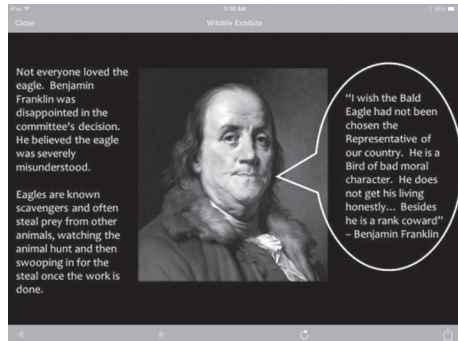 iPad
11:35 AM
Close
Wildlife Exhibits
Not everyone loved the
eagle. Benjamin
Franklin was
disappointed in the
committee's decision.
He believed the eagle
was severely
misunderstood.
Eagles are known
scavengers and often
steal prey from other
animals, watching the
animal hunt and then
swooping in for the
steal once the work is
done.
"I wish the Bald
Eagle had not been
chosen the
Representative of
our country. He is a
Bird of bad moral
character. He does
not get his living
honestly... Besides
he is a rank coward"
– Benjamin Franklin